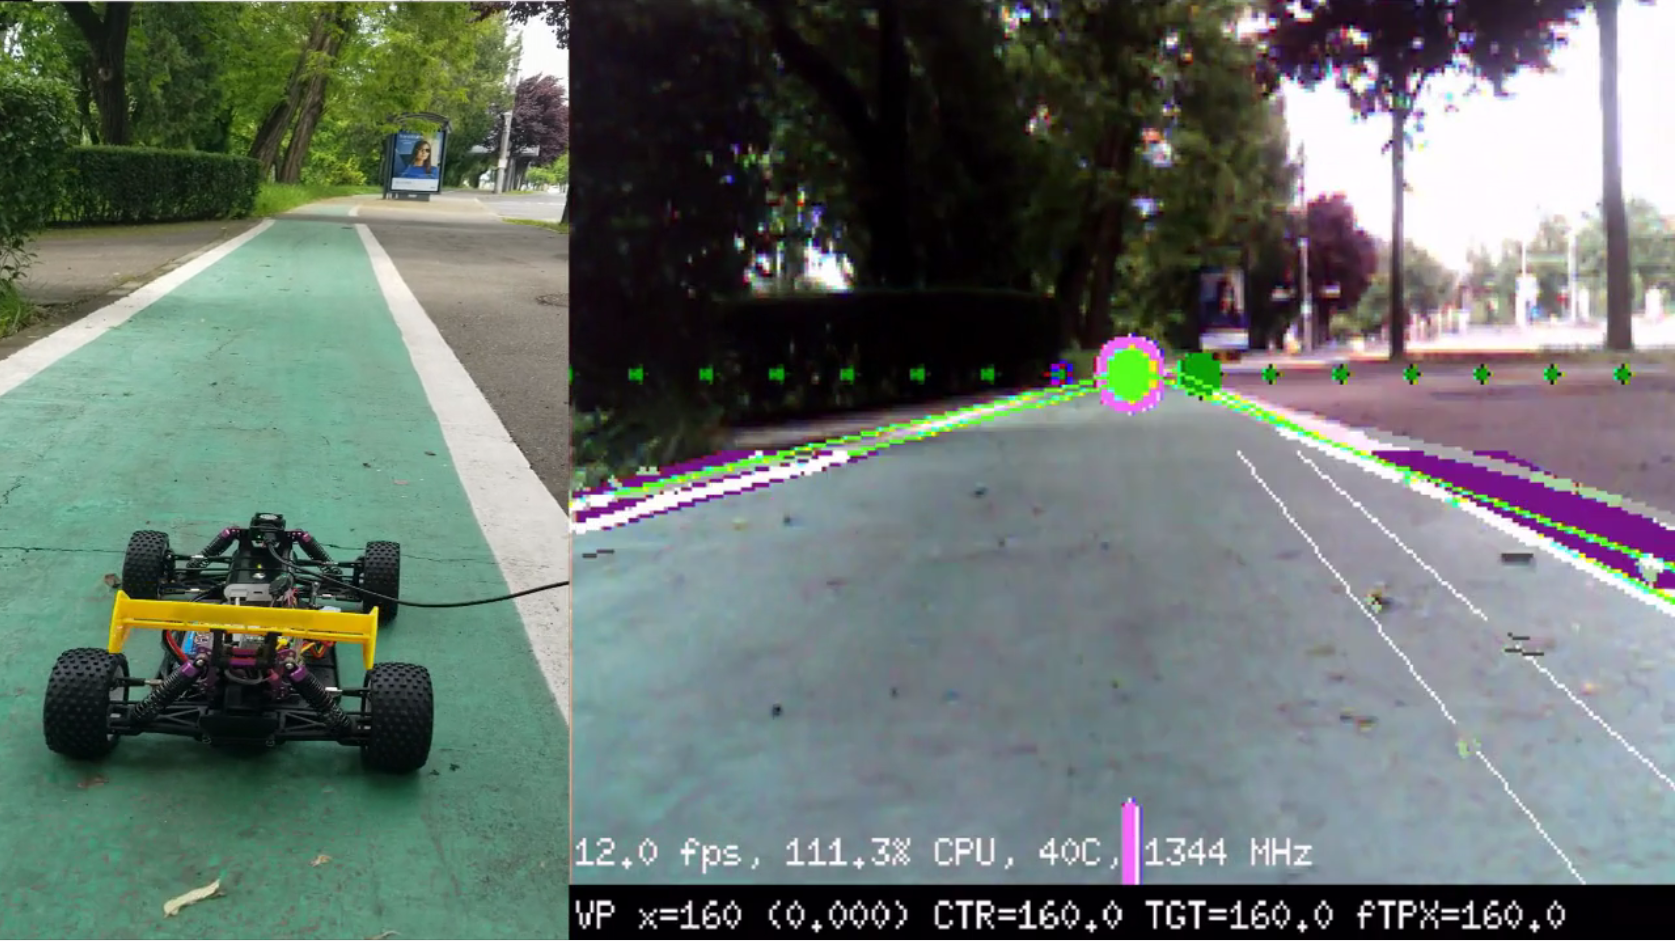 12.0 fps, 111.3% CPU, 40C, 1344 MHz
VP x=160 (0.000) CTR=160.0 TGT=160.0 fTPX=160.0